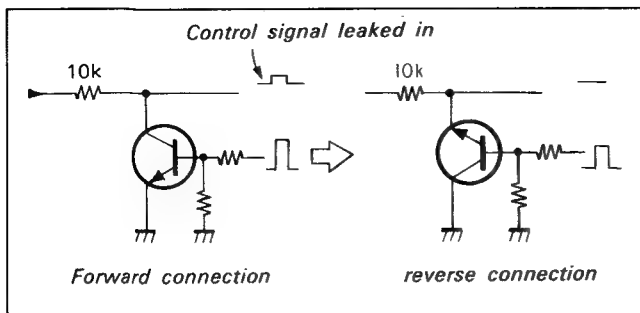 Control signal leaked in
10k
10k
Forward connection
reverse connection